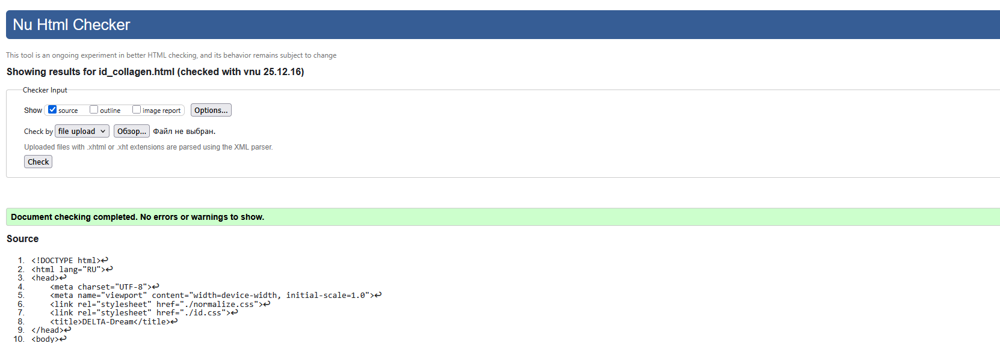 Nu Html Checker
This tool is an ongoing experiment in better HTML checking, and its behavior remains subject to change
Showing results for id_collagen.html (checked with vnu 25.12.16)
Checker Input
Show source outline image report Options...
Check by file upload Обзор... Файл не выбран.
Uploaded files with .xhtml or .xht extensions are parsed using the XML parser.
Check
Document checking completed. No errors or warnings to show.
Source
1. <!DOCTYPE html>↩
2. <html lang="RU">↩
3. <head>↩
4.     <meta charset="UTF-8">↩
5.     <meta name="viewport" content="width=device-width, initial-scale=1.0">↩
6.     <link rel="stylesheet" href="./normalize.css">↩
7.     <link rel="stylesheet" href="./id.css">↩
8.     <title>DELTA-Dream</title>↩
9. </head>↩
10. <body>↩